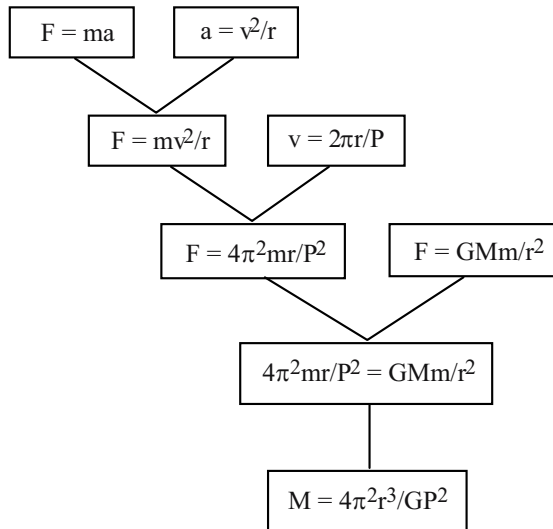 F = ma
a = v²/r
F = mv²/r
v = 2πr/P
F = 4π²mr/P²
F = GMm/r²
4π²mr/P² = GMm/r²
M = 4π²r³/GP²